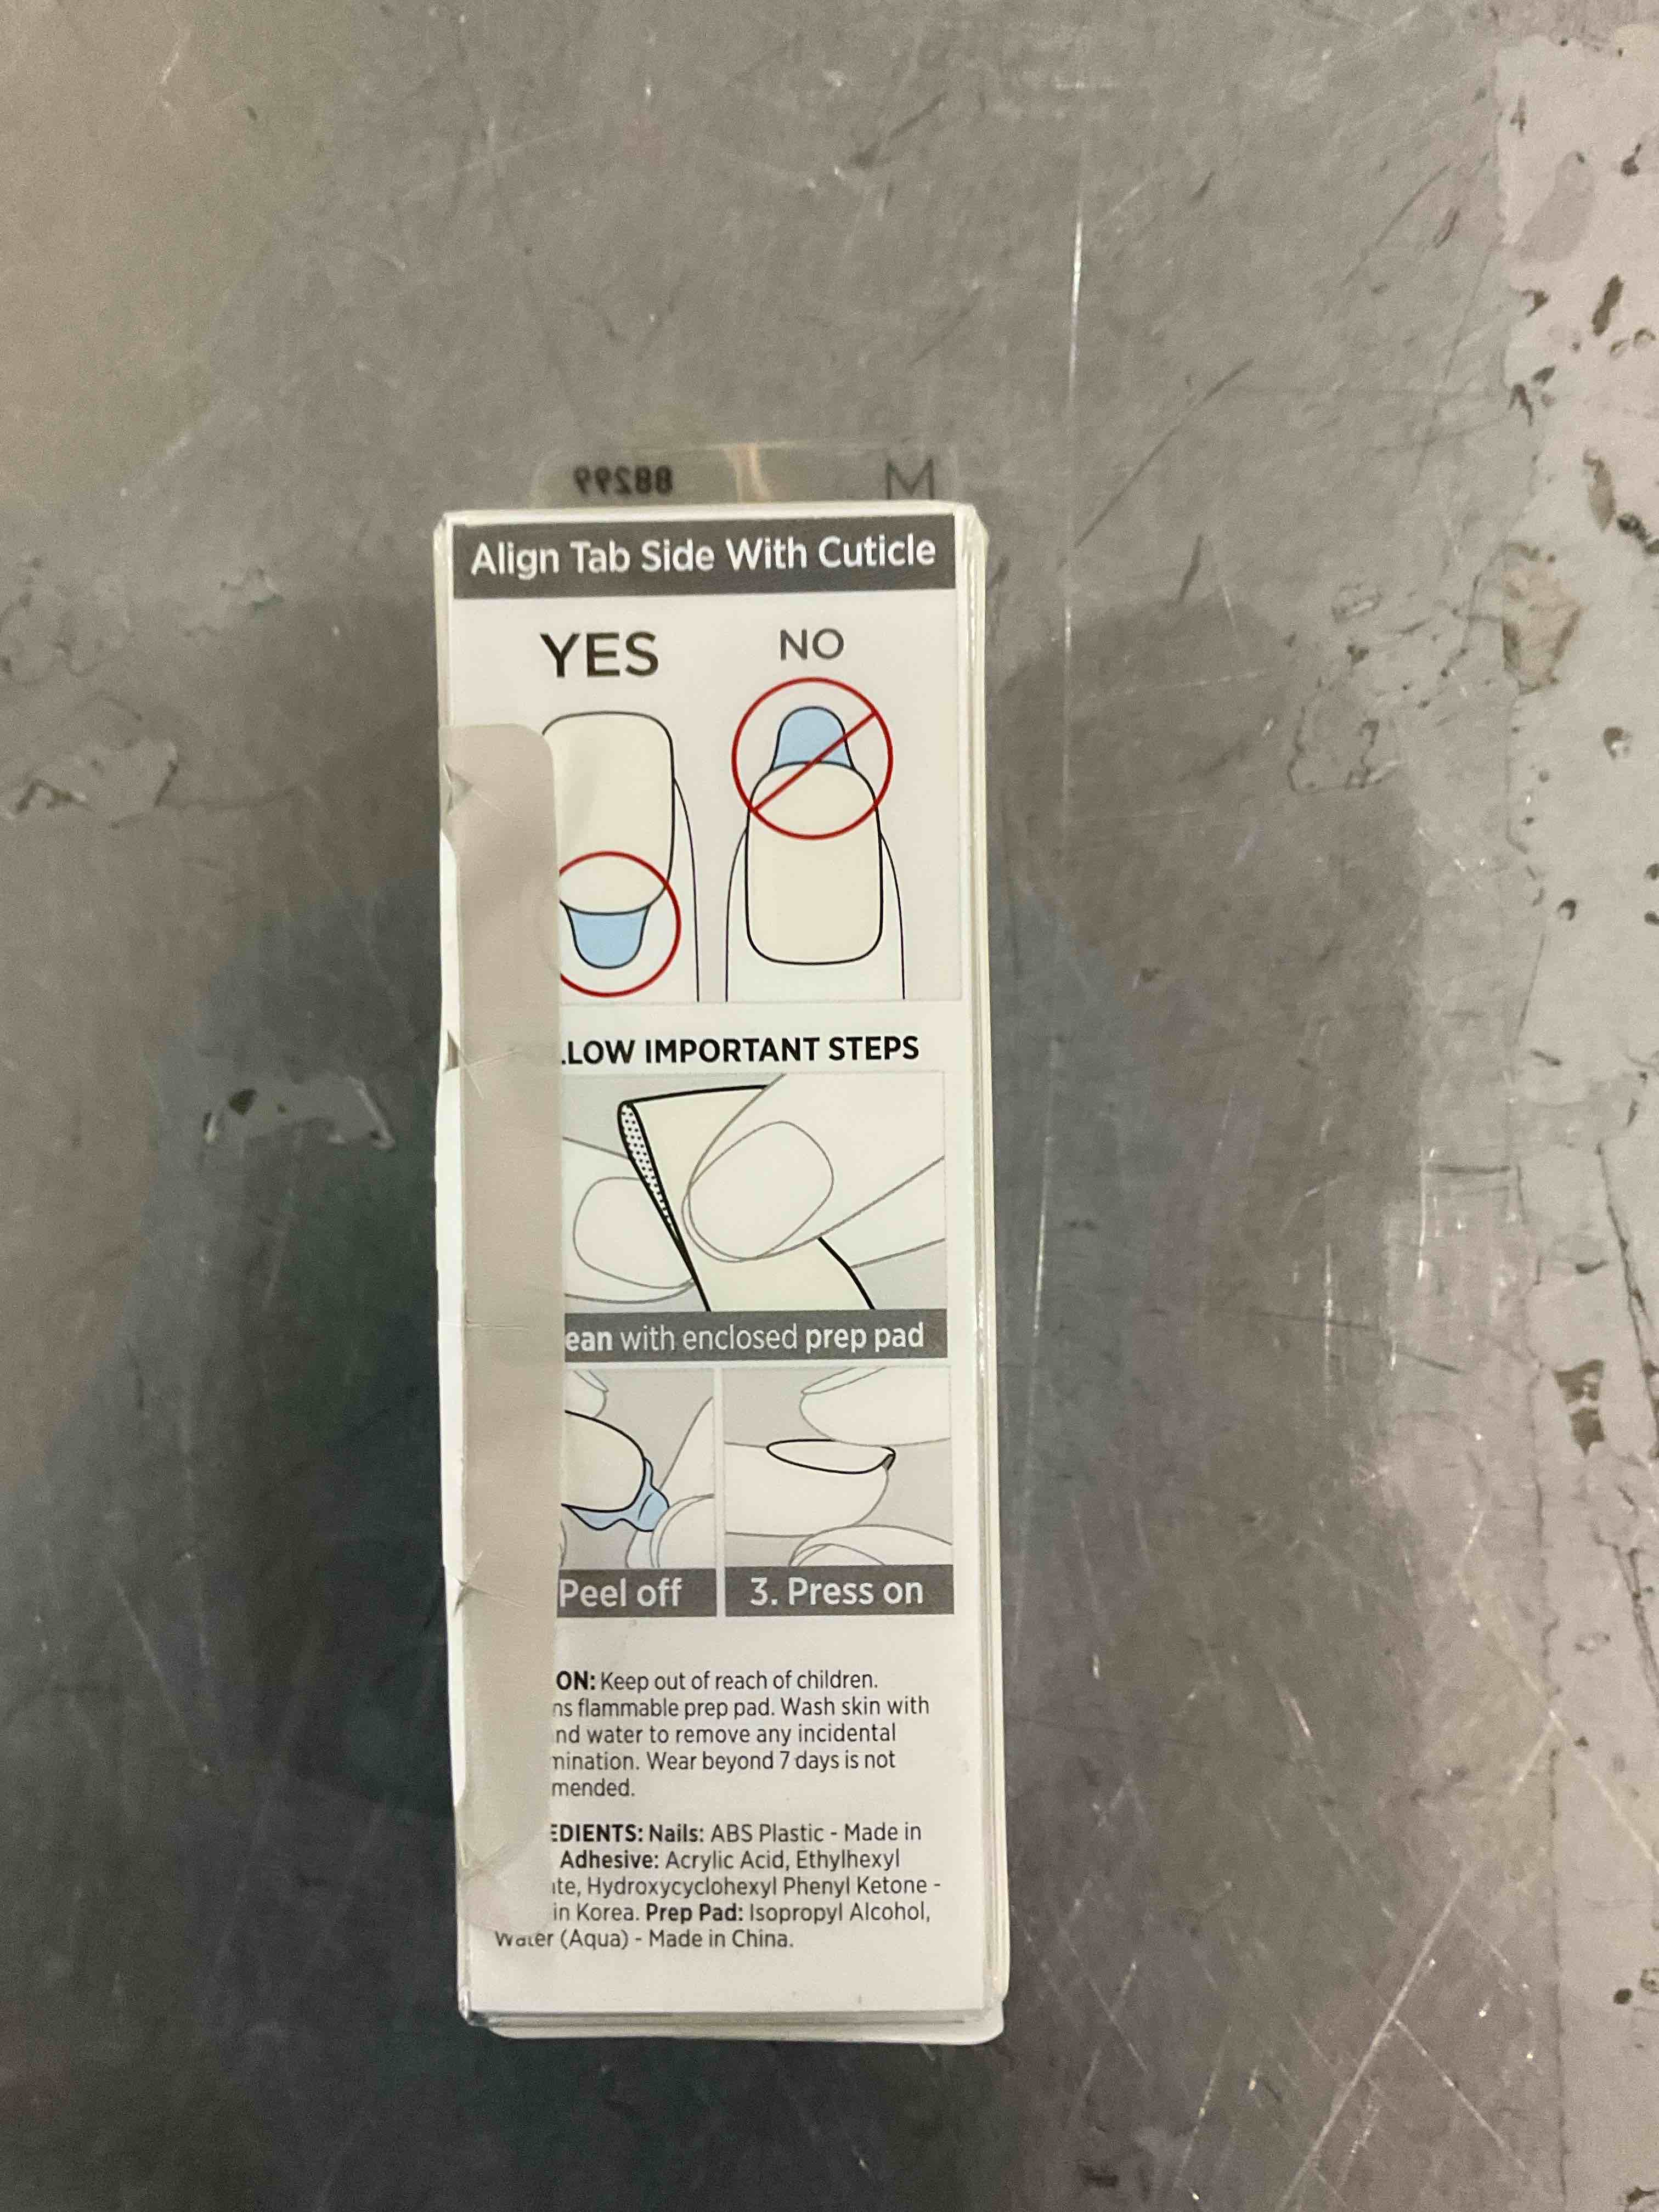 88299 M
Align Tab Side With Cuticle
YES NO
LLOW IMPORTANT STEPS
ean with enclosed prep pad
Peel off 3. Press on
ON: Keep out of reach of children.
ns flammable prep pad. Wash skin with
nd water to remove any incidental
mination. Wear beyond 7 days is not
mended.
EDIENTS: Nails: ABS Plastic - Made in
Adhesive: Acrylic Acid, Ethylhexyl
te, Hydroxycyclohexyl Phenyl Ketone -
in Korea. Prep Pad: Isopropyl Alcohol,
Water (Aqua) - Made in China.